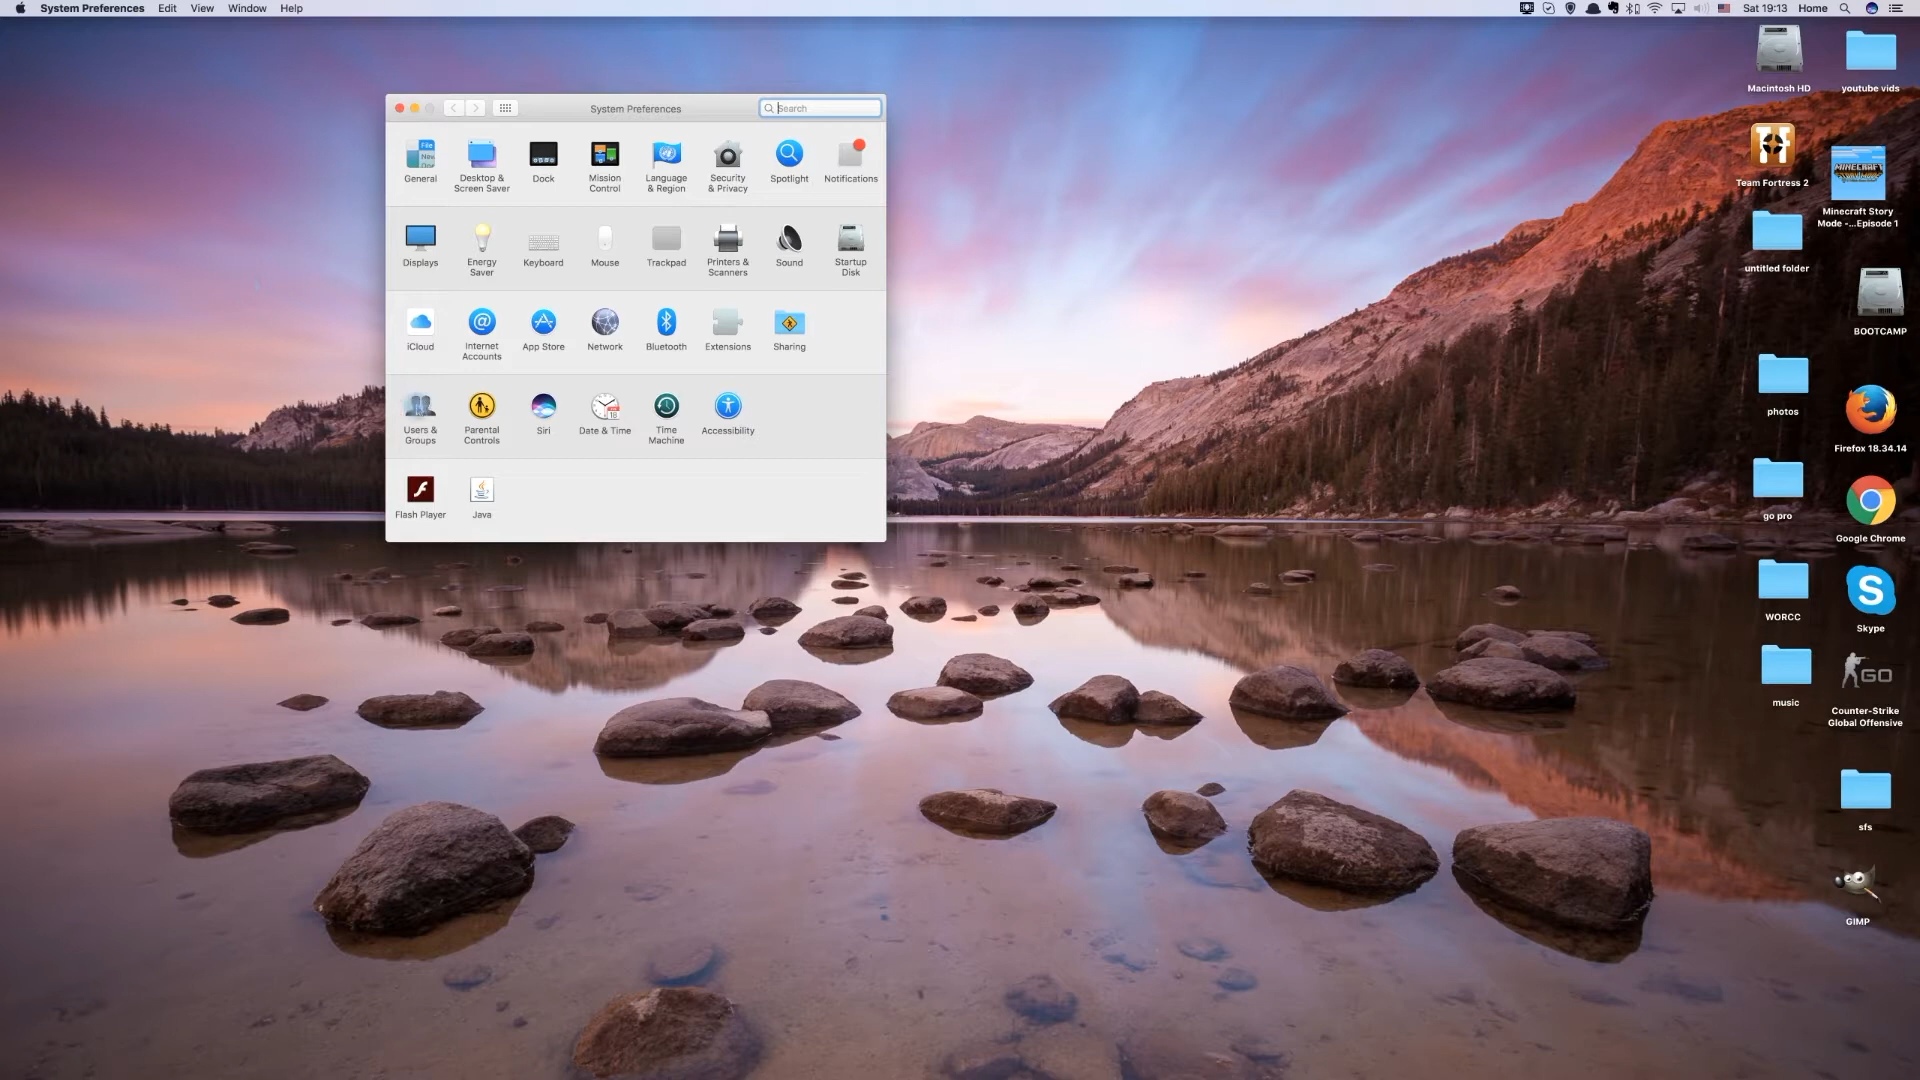 System Preferences Edit View Window Help
Sat 19:13 Home
System Preferences
Search
General
Desktop &
Screen Saver
Dock
Mission
Control
Language
& Region
Security
& Privacy
Spotlight
Notifications
Displays
Energy
Saver
Keyboard
Mouse
Trackpad
Printers &
Scanners
Sound
Startup
Disk
iCloud
Internet
Accounts
App Store
Network
Bluetooth
Extensions
Sharing
Users &
Groups
Parental
Controls
Siri
Date & Time
Time
Machine
Accessibility
Flash Player
Java
Macintosh HD
youtube vids
Team Fortress 2
MINECRAFT
Minecraft Story
Mode -...Episode 1
untitled folder
BOOTCAMP
photos
Firefox 18.34.14
go pro
Google Chrome
WORCC
Skype
music
GO
Counter-Strike
Global Offensive
sfs
GIMP